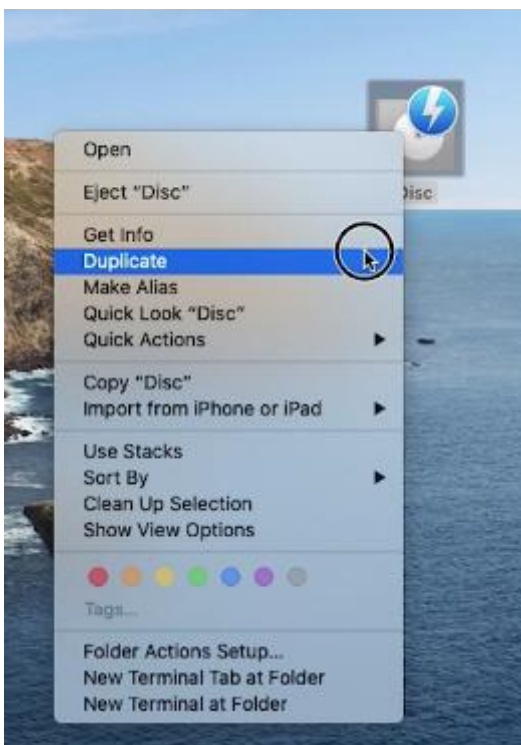 Disc
Open
Eject “Disc”
Get Info
Duplicate
Make Alias
Quick Look “Disc”
Quick Actions
Copy “Disc”
Import from iPhone or iPad
Use Stacks
Sort By
Clean Up Selection
Show View Options
Tags...
Folder Actions Setup...
New Terminal Tab at Folder
New Terminal at Folder